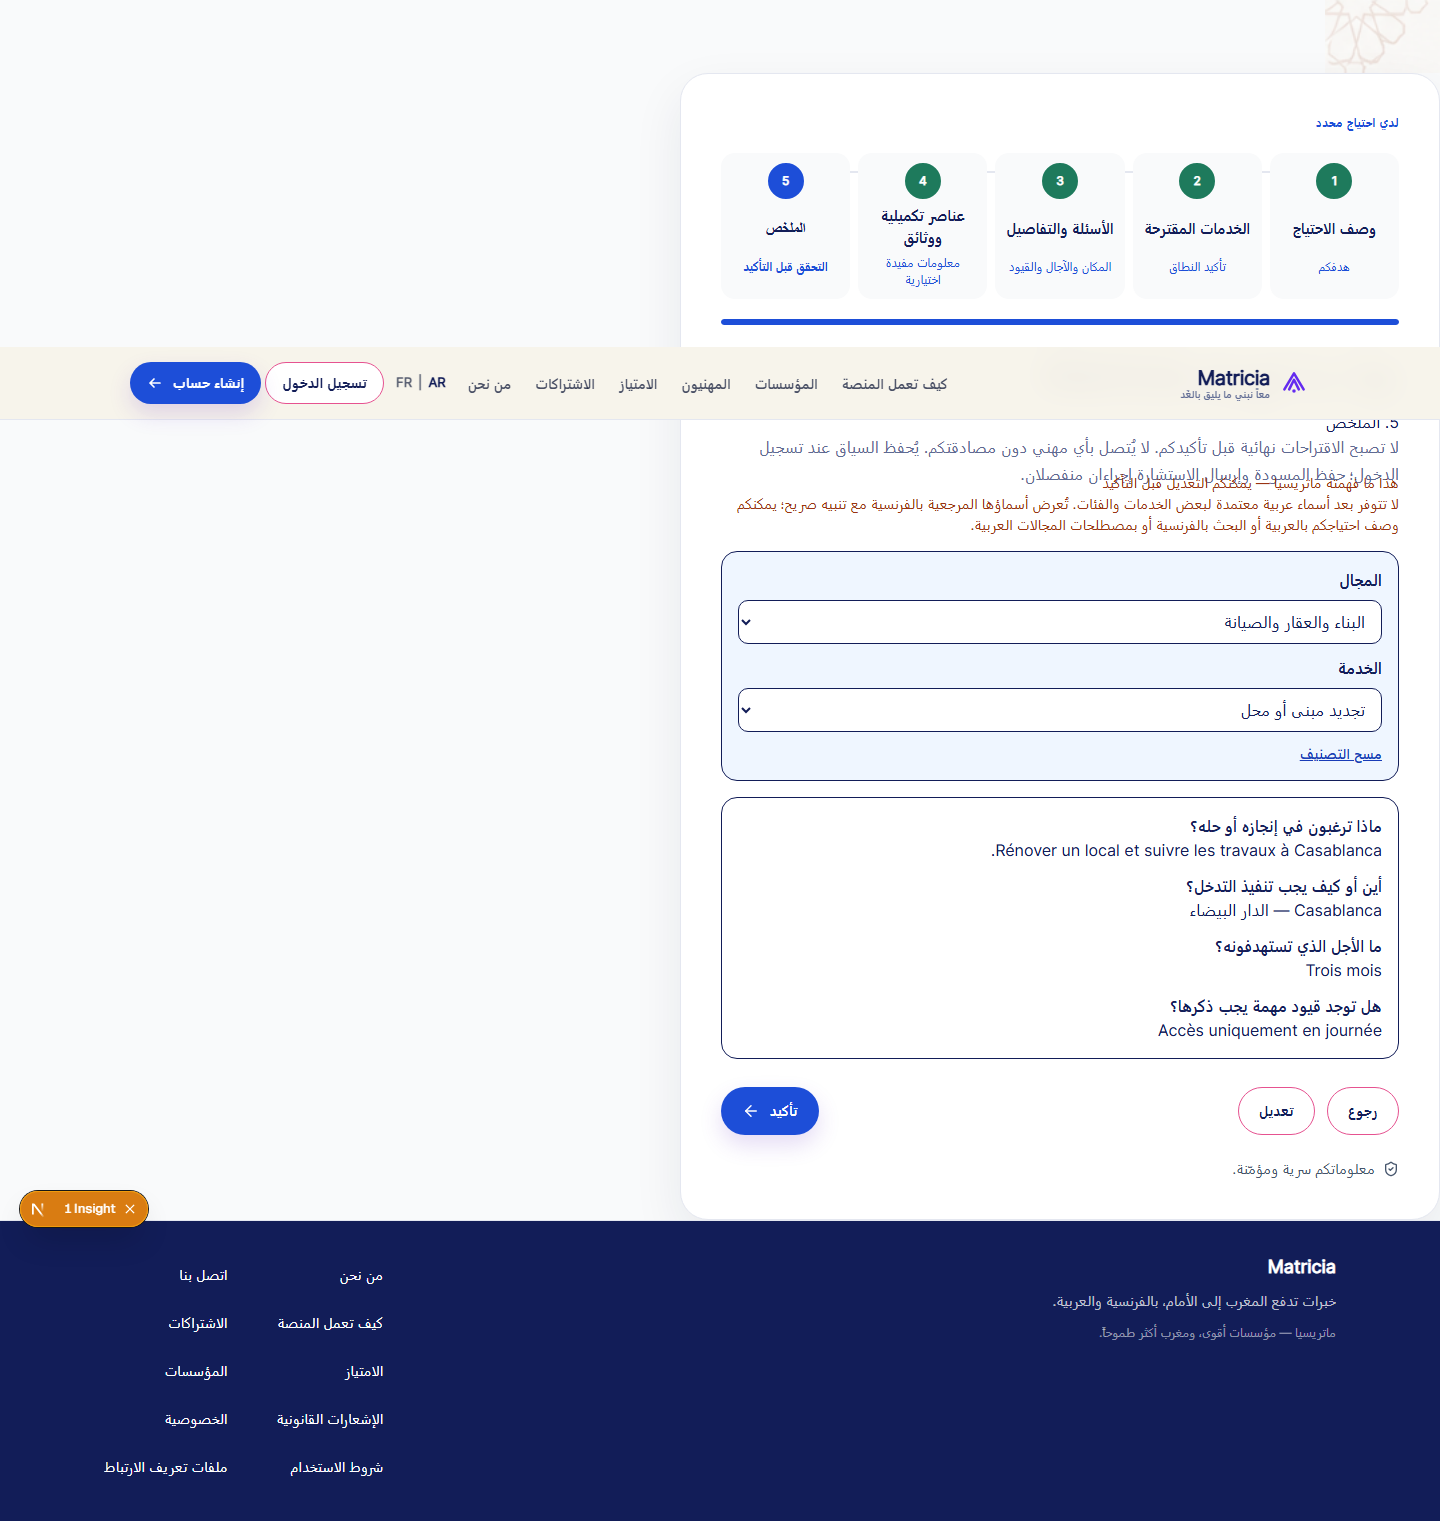 لدي احتياج محدد
1
وصف الاحتياج
هدفكم
2
الخدمات المقترحة
تأكيد النطاق
3
الأسئلة والتفاصيل
المكان والآجال والقيود
4
عناصر تكميلية
ووثائق
معلومات مفيدة
اختيارية
5
الملخص
التحقق قبل التأكيد
Matricia
معاً نبني ما يليق بالغد
كيف تعمل المنصة
المؤسسات
المهنيون
الامتياز
الاشتراكات
من نحن
FR | AR
تسجيل الدخول
إنشاء حساب
5. الملخص
لا تصبح الاقتراحات نهائية قبل تأكيدكم. لا يُتصل بأي مهني دون مصادقتكم. يُحفظ السياق عند تسجيل
الدخول؛ حفظ المسودة وإرسال الاستشارة إجراءان منفصلان.
هذا ما فهمته ماتريسيا — يمكنكم التعديل قبل التأكيد
لا تتوفر بعد أسماء عربية معتمدة لبعض الخدمات والفئات. تُعرض أسماؤها المرجعية بالفرنسية مع تنبيه صريح؛ يمكنكم
وصف احتياجكم بالعربية أو البحث بالفرنسية أو بمصطلحات المجالات العربية.
المجال
البناء والعقار والصيانة
الخدمة
تجديد مبنى أو محل
مسح التصنيف
ماذا ترغبون في إنجازه أو حله؟
Rénover un local et suivre les travaux à Casablanca.
أين أو كيف يجب تنفيذ التدخل؟
Casablanca — الدار البيضاء
ما الأجل الذي تستهدفونه؟
Trois mois
هل توجد قيود مهمة يجب ذكرها؟
Accès uniquement en journée
رجوع
تعديل
تأكيد
معلوماتكم سرية ومؤمّنة.
N 1 Insight
Matricia
خبرات تدفع المغرب إلى الأمام، بالفرنسية والعربية.
ماتريسيا — مؤسسات أقوى، ومغرب أكثر طموحاً.
من نحن
اتصل بنا
كيف تعمل المنصة
الاشتراكات
الامتياز
المؤسسات
الإشعارات القانونية
الخصوصية
شروط الاستخدام
ملفات تعريف الارتباط